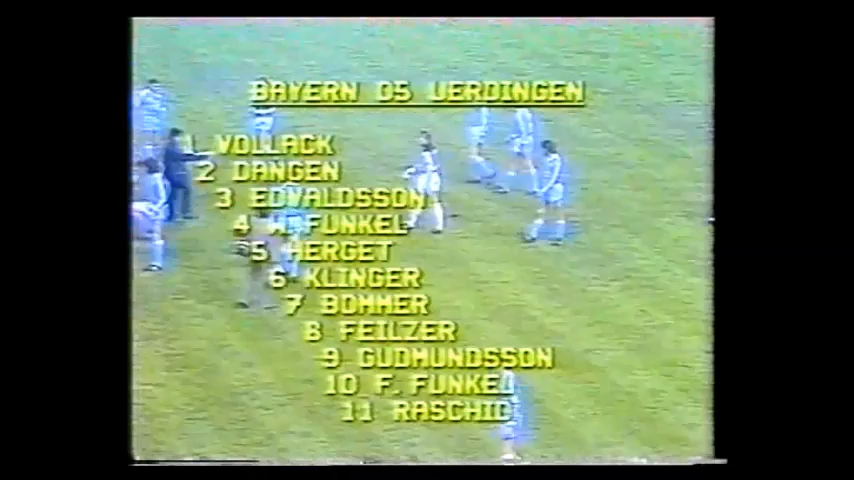 BAYERN 05 UERDINGEN
1 VOLLACK
2 DANGEN
3 EDVALDSSON
4 W. FUNKEL
5 HERGET
6 KLINGER
7 BOMMER
8 FEILZER
9 GUDMUNDSSON
10 F. FUNKEL
11 RASCHID